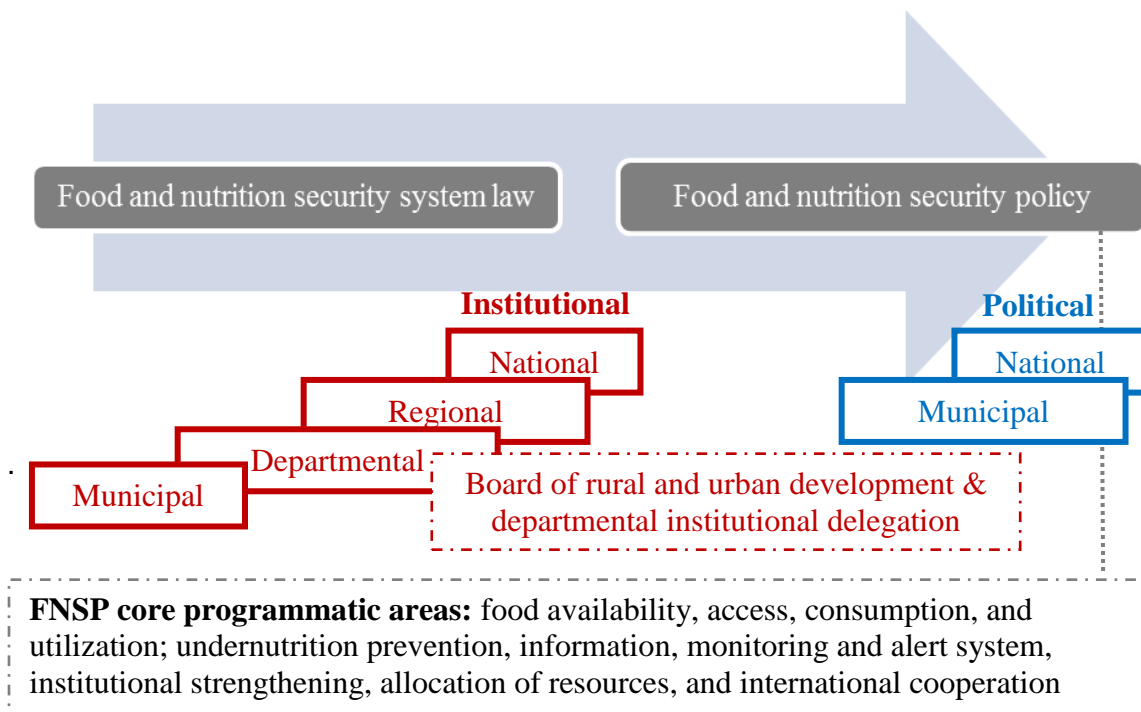 Food and nutrition security system law
Food and nutrition security policy
Institutional
National
Regional
Departmental
Municipal
Board of rural and urban development &
departmental institutional delegation
Political
National
Municipal
.
FNSP core programmatic areas: food availability, access, consumption, and
utilization; undernutrition prevention, information, monitoring and alert system,
institutional strengthening, allocation of resources, and international cooperation